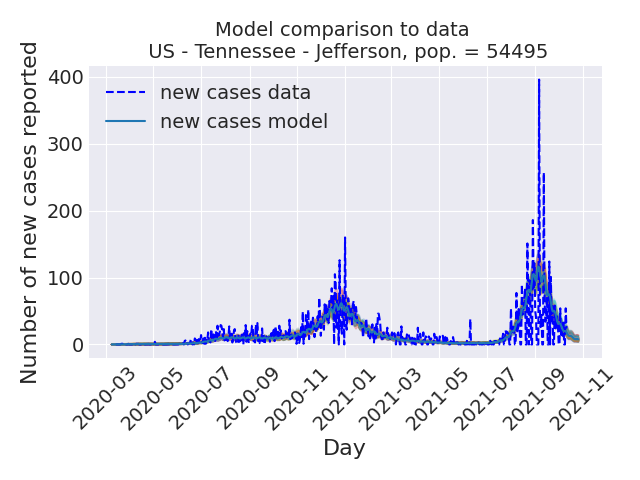 Model comparison to data
US - Tennessee - Jefferson, pop. = 54495
Number of new cases reported
400
300
200
100
0
new cases data
new cases model
2020-03
2020-05
2020-07
2020-09
2020-11
2021-01
2021-03
2021-05
2021-07
2021-09
2021-11
Day